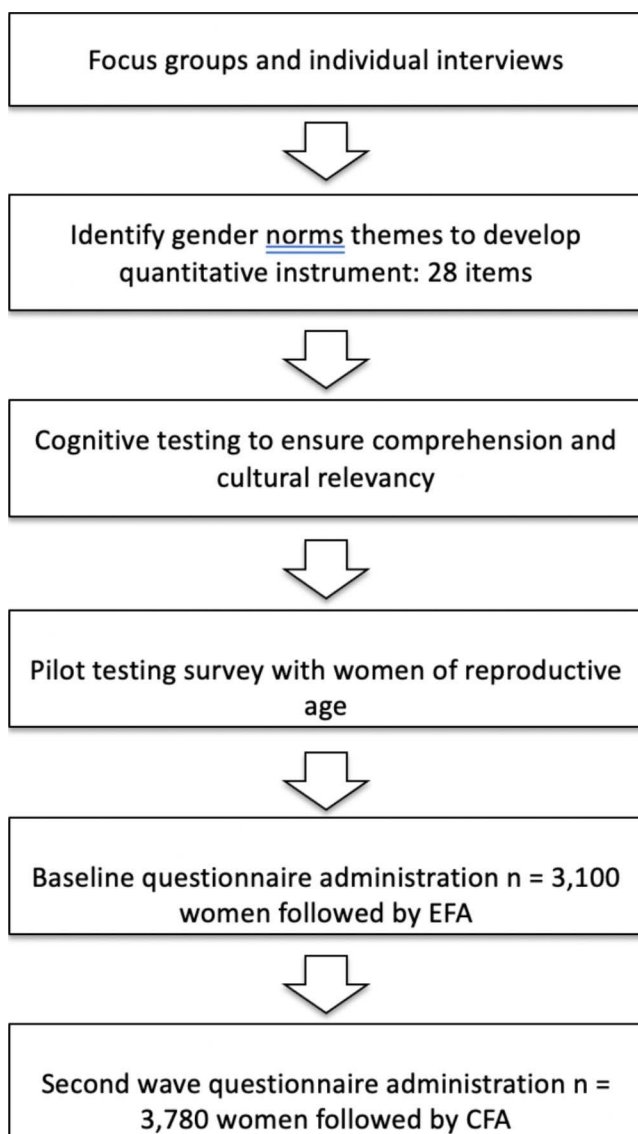 Focus groups and individual interviews
Identify gender norms themes to develop
quantitative instrument: 28 items
Cognitive testing to ensure comprehension and
cultural relevancy
Pilot testing survey with women of reproductive
age
Baseline questionnaire administration n = 3,100
women followed by EFA
Second wave questionnaire administration n =
3,780 women followed by CFA